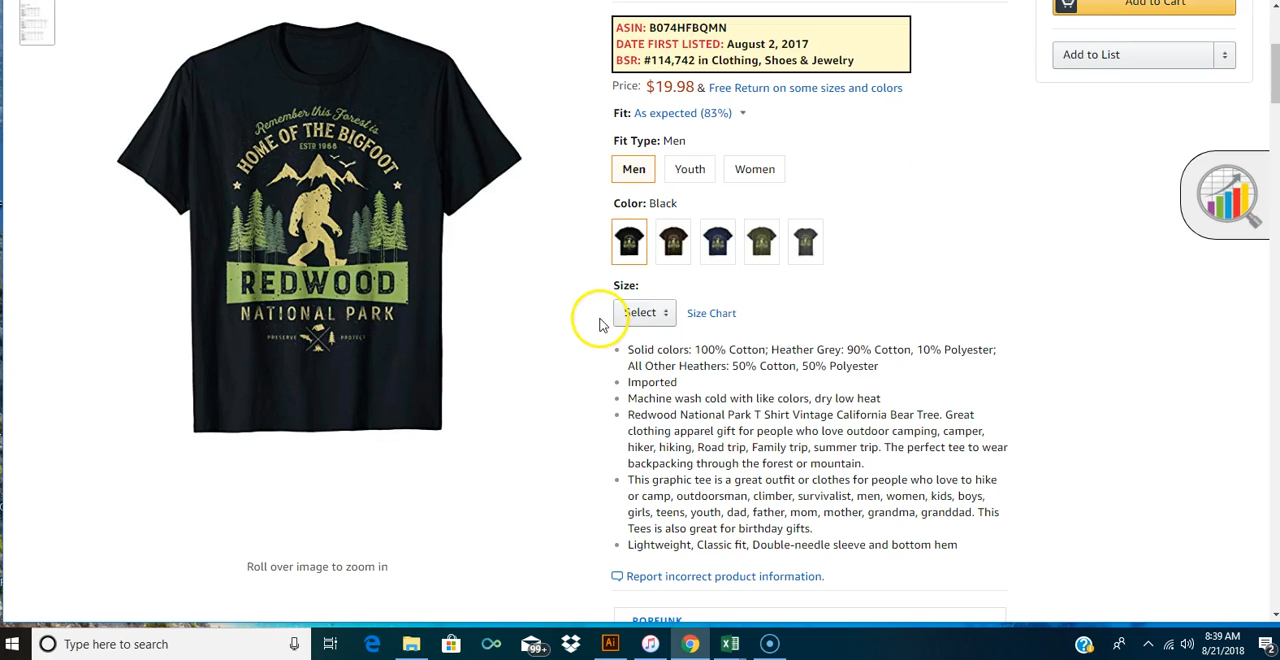 Add to Cart
ASIN: B074HFBQMN
DATE FIRST LISTED: August 2, 2017
BSR: #114,742 in Clothing, Shoes & Jewelry
Add to List
Price: $19.98 & Free Return on some sizes and colors
Fit: As expected (83%)
Fit Type: Men
Men Youth Women
Color: Black
Size:
Select Size Chart
Remember this Forest is
HOME OF THE BIGFOOT
ESTR 1968
REDWOOD
NATIONAL PARK
PRESERVE PROTECT
Solid colors: 100% Cotton; Heather Grey: 90% Cotton, 10% Polyester;
All Other Heathers: 50% Cotton, 50% Polyester
Imported
Machine wash cold with like colors, dry low heat
Redwood National Park T Shirt Vintage California Bear Tree. Great
clothing apparel gift for people who love outdoor camping, camper,
hiker, hiking, Road trip, Family trip, summer trip. The perfect tee to wear
backpacking through the forest or mountain.
This graphic tee is a great outfit or clothes for people who love to hike
or camp, outdoorsman, climber, survivalist, men, women, kids, boys,
girls, teens, youth, dad, father, mom, mother, grandma, granddad. This
Tees is also great for birthday gifts.
Lightweight, Classic fit, Double-needle sleeve and bottom hem
Roll over image to zoom in
Report incorrect product information.
POPFUNK
Type here to search
99+
Ai
8:39 AM
8/21/2018
2